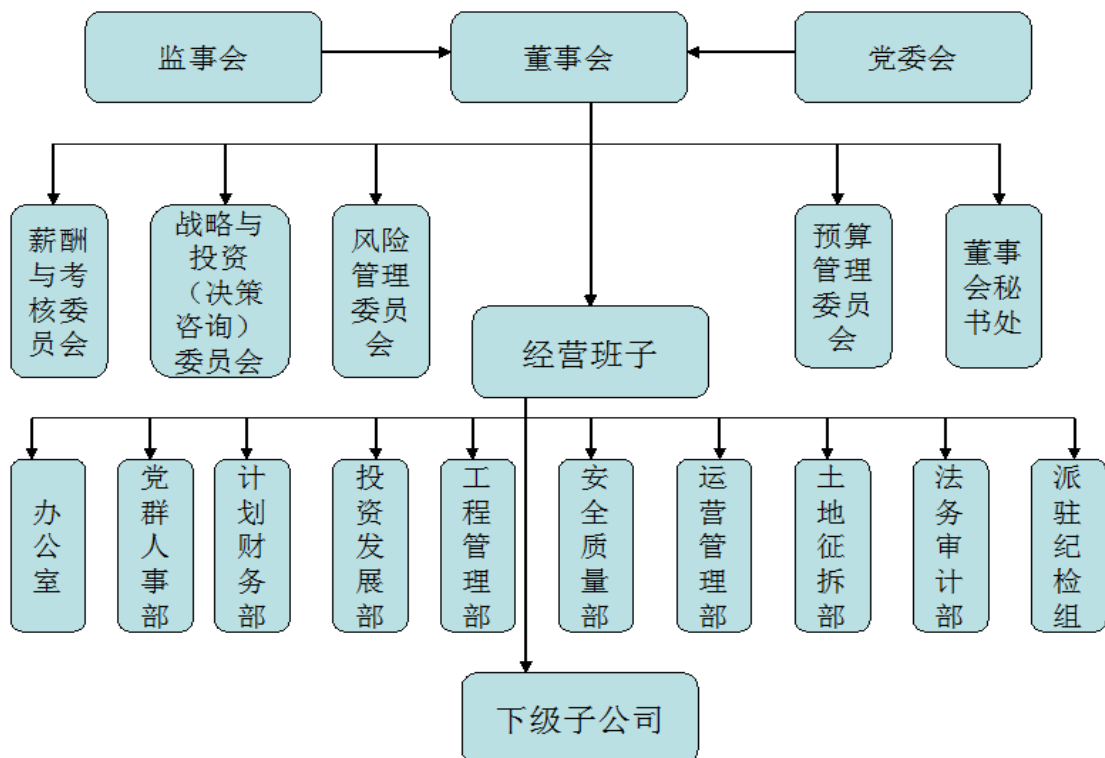 监事会
董事会
党委会
薪酬
与考
核委
员会
战略与
投资
（决策
咨询）
委员会
风险
管理
委员
会
预算
管理
委员
会
董事
会秘
书处
经营班子
办
公
室
党
群
人
事
部
计
划
财
务
部
投
资
发
展
部
工
程
管
理
部
安
全
质
量
部
运
营
管
理
部
土
地
征
拆
部
法
务
审
计
部
派
驻
纪
检
组
下级子公司